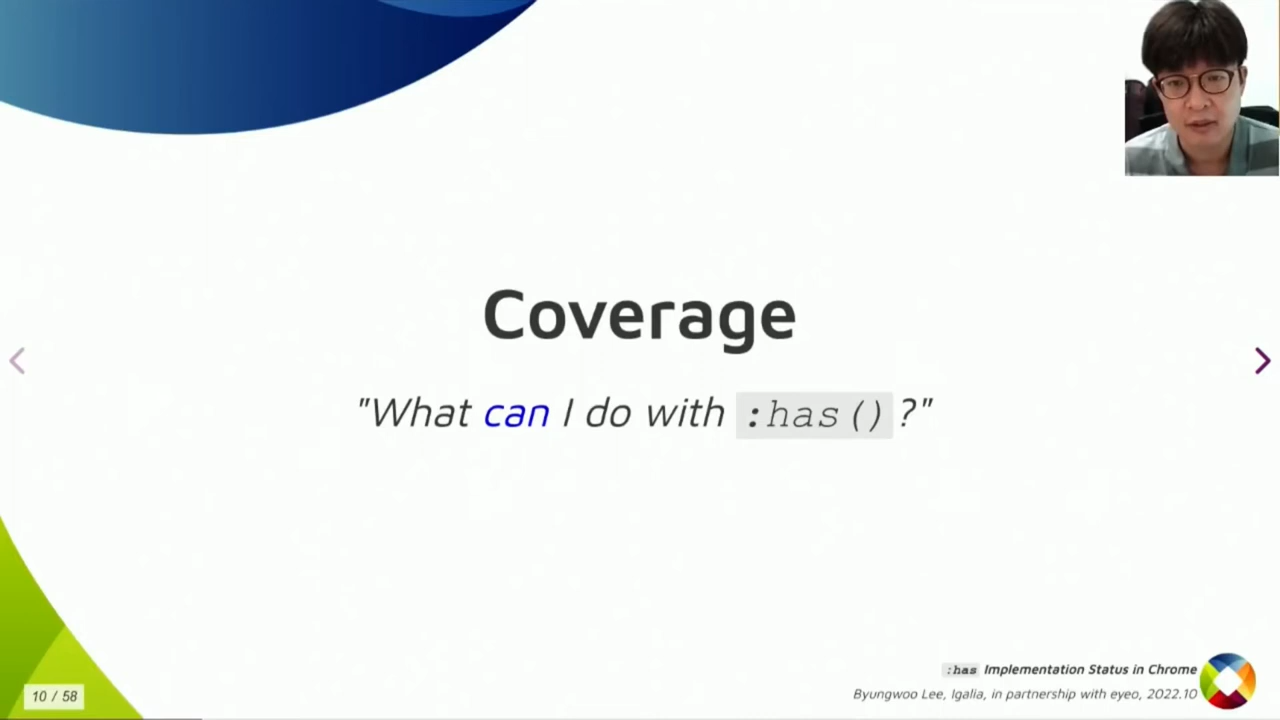 Coverage
"What can I do with :has()?"
:has Implementation Status in Chrome
Byungwoo Lee, Igalia, in partnership with eyeo, 2022.10
10 / 58